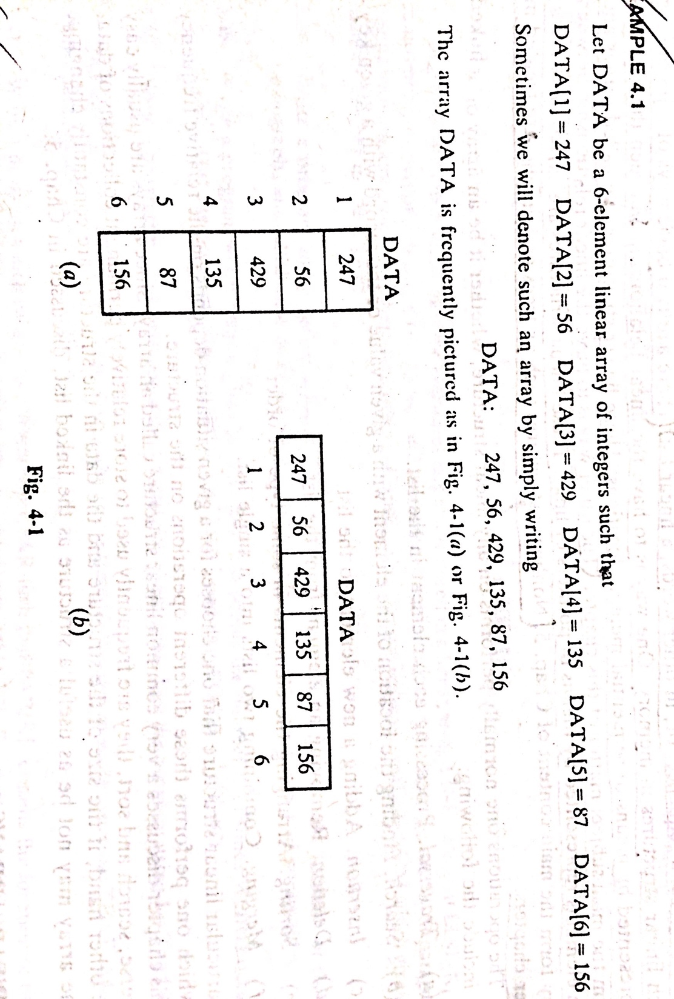 AMPLE 4.1
Let DATA be a 6-element linear array of integers such that
DATA[1] = 247 DATA[2] = 56 DATA[3] = 429 DATA[4] = 135 DATA[5] = 87 DATA[6] = 156
Sometimes we will denote such an array by simply writing
DATA: 247, 56, 429, 135, 87, 156
The array DATA is frequently pictured as in Fig. 4-1(a) or Fig. 4-1(b).
DATA
1 247
2 56
3 429
4 135
5 87
6 156
(a)
DATA
247 56 429 135 87 156
1 2 3 4 5 6
(b)
Fig. 4-1